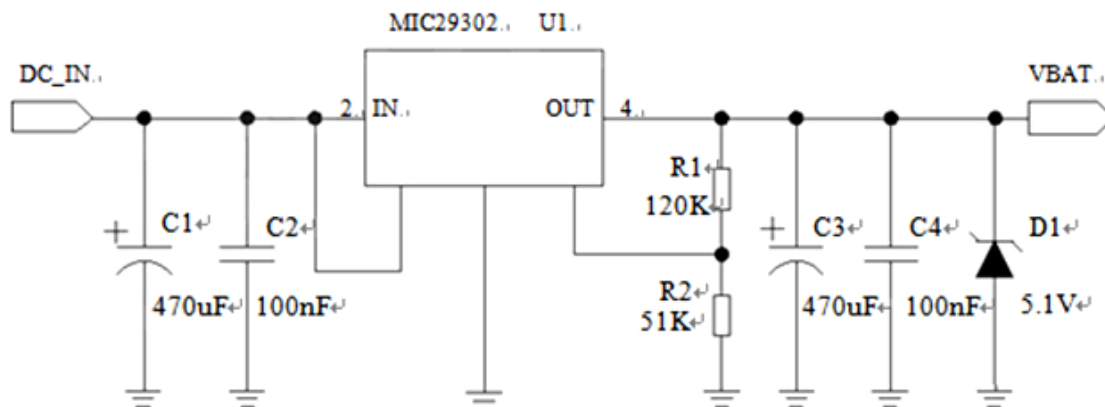 MIC29302 U1
DC_IN
VBAT
2 IN OUT 4
R1
120K
C1 C2 C3 C4 D1
R2
470uF 100nF 51K 470uF 100nF 5.1V